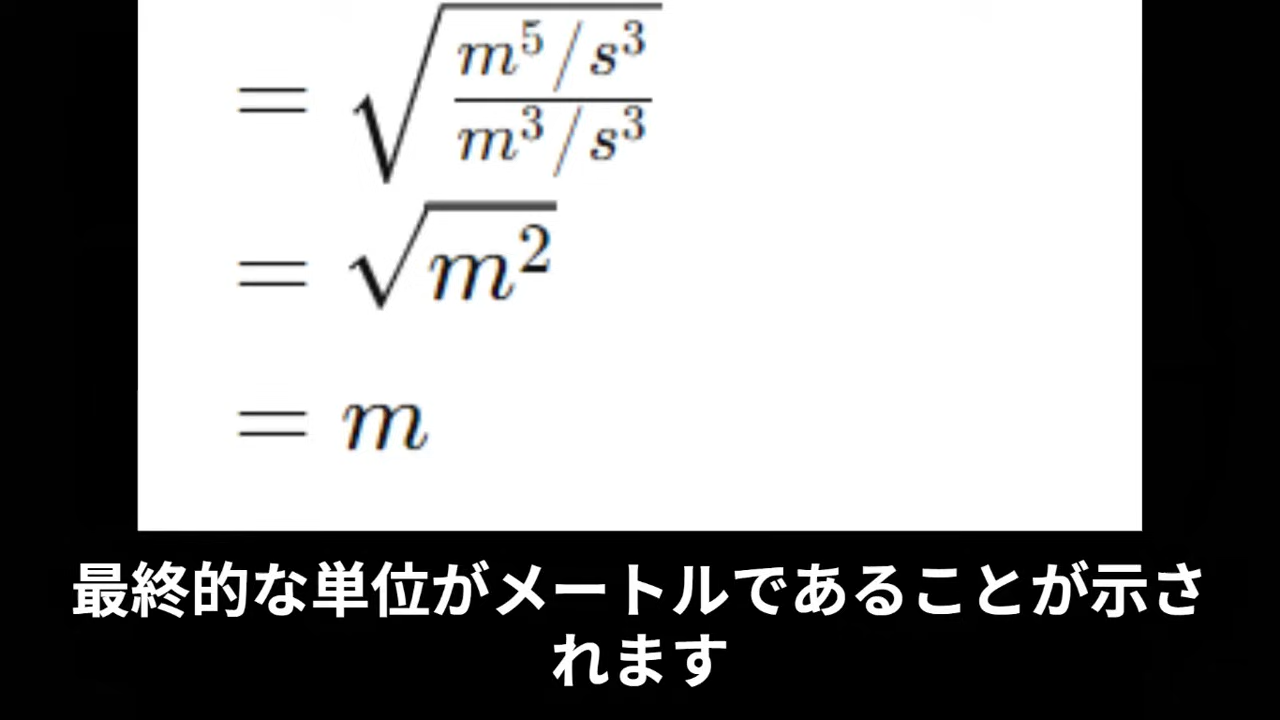 = √((m⁵/s³)/(m³/s³))
= √(m²)
= m
最終的な単位がメートルであることが示さ
れます